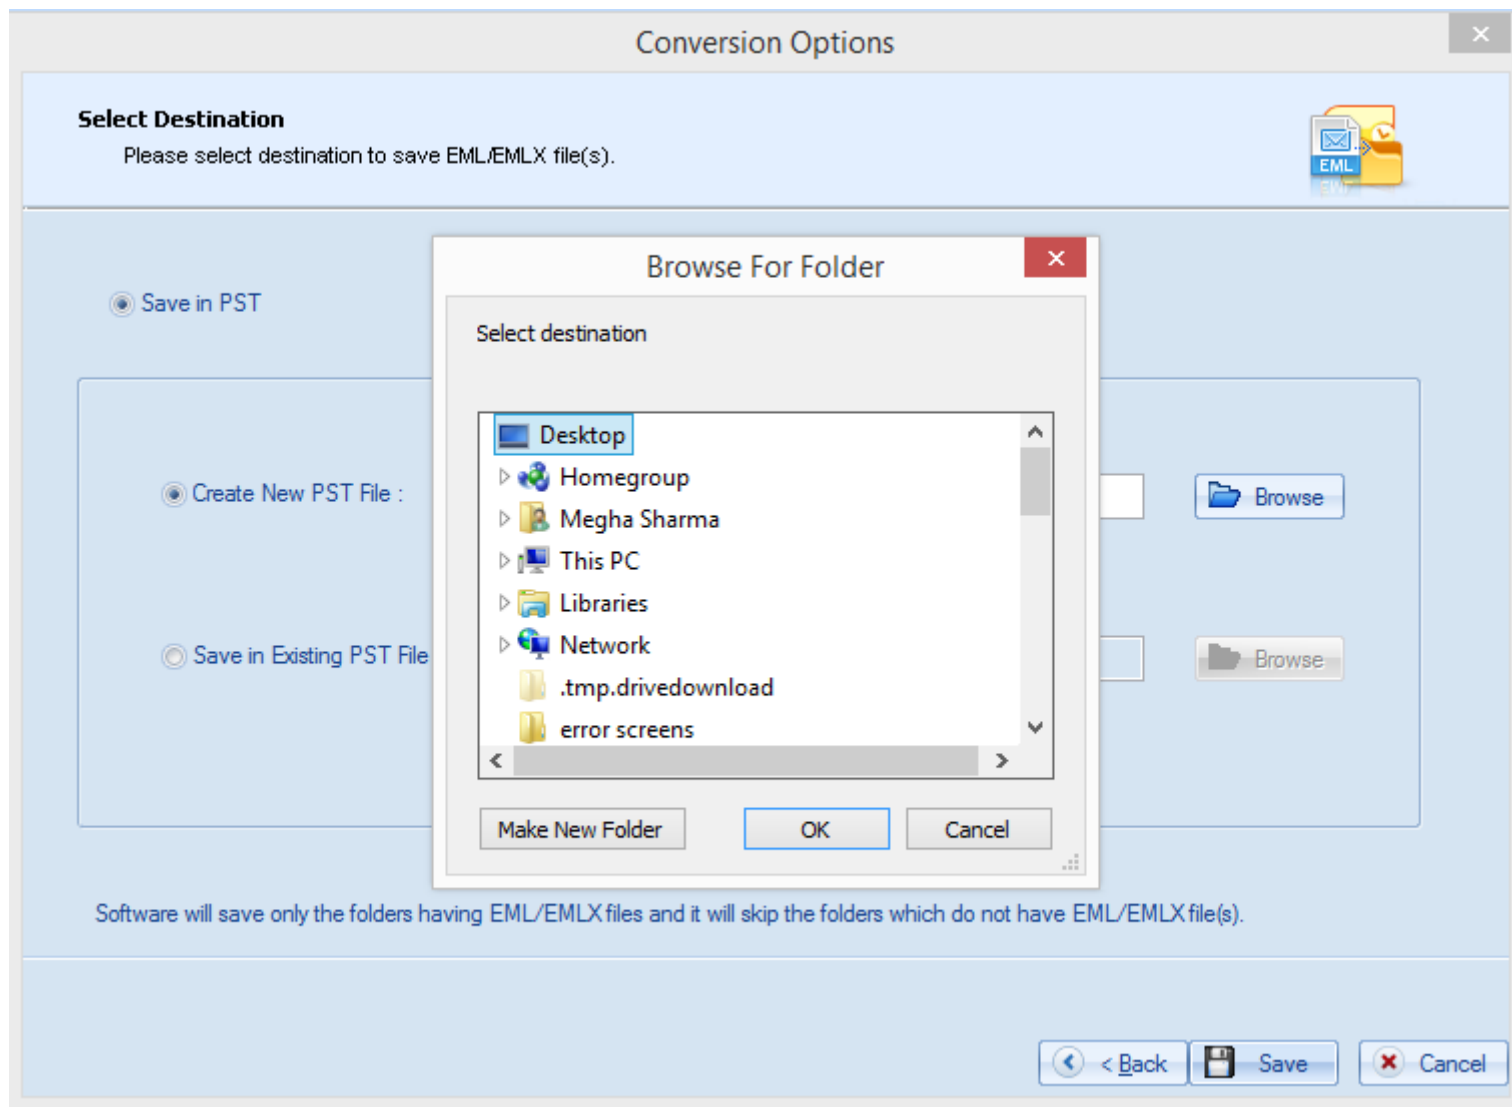 Conversion Options
Select Destination
Please select destination to save EML/EMLX file(s).
EML
Browse For Folder
Save in PST
Select destination
Desktop
Homegroup
Create New PST File :
Browse
Megha Sharma
This PC
Libraries
Network
Save in Existing PST File
Browse
.tmp.drivedownload
error screens
Make New Folder
OK
Cancel
Software will save only the folders having EML/EMLX files and it will skip the folders which do not have EML/EMLX file(s).
< Back
Save
Cancel